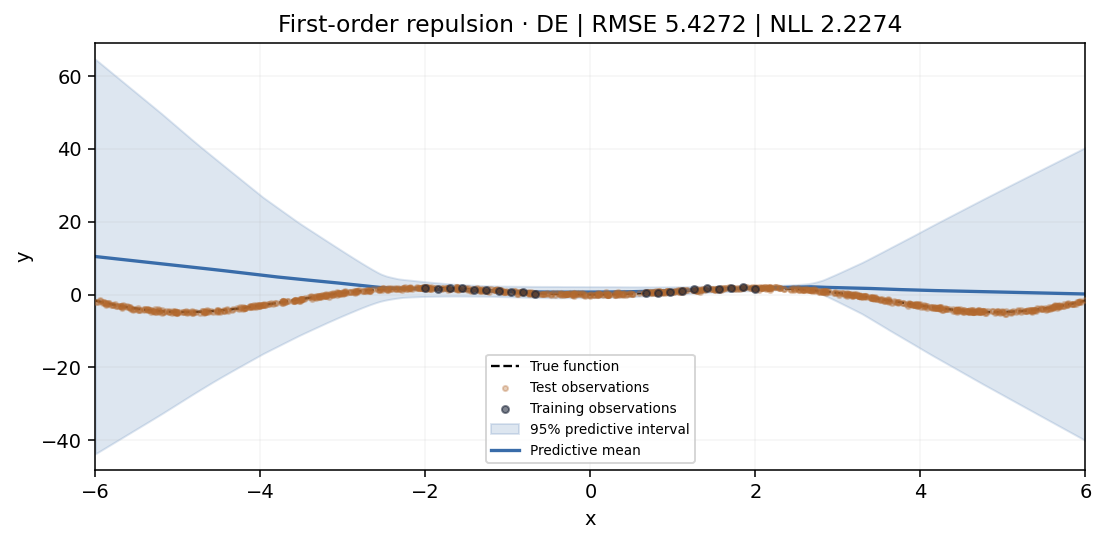 First-order repulsion · DE | RMSE 5.4272 | NLL 2.2274
y
60
40
20
0
−20
−40
True function
Test observations
Training observations
95% predictive interval
Predictive mean
−6 −4 −2 0 2 4 6
x